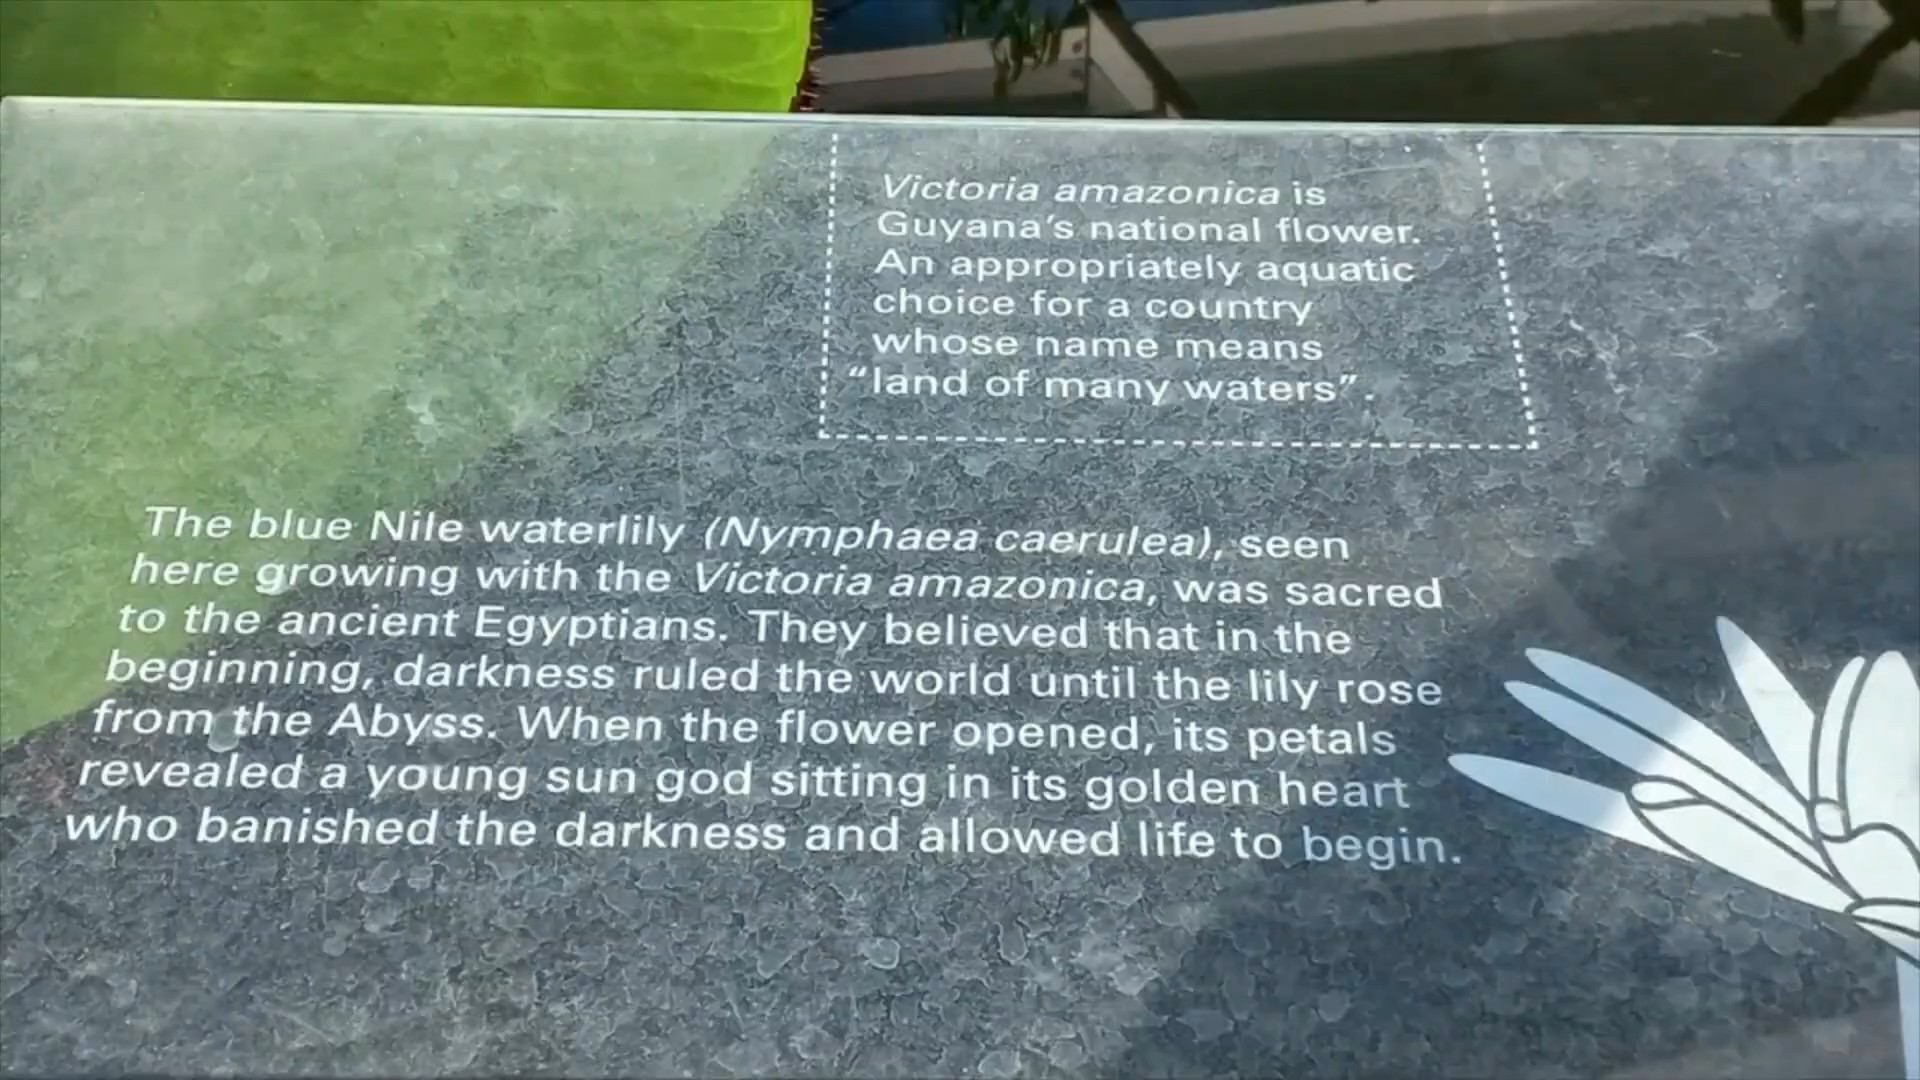 Victoria amazonica is
Guyana's national flower.
An appropriately aquatic
choice for a country
whose name means
“land of many waters”.
The blue Nile waterlily (Nymphaea caerulea), seen
here growing with the Victoria amazonica, was sacred
to the ancient Egyptians. They believed that in the
beginning, darkness ruled the world until the lily rose
from the Abyss. When the flower opened, its petals
revealed a young sun god sitting in its golden heart
who banished the darkness and allowed life to begin.